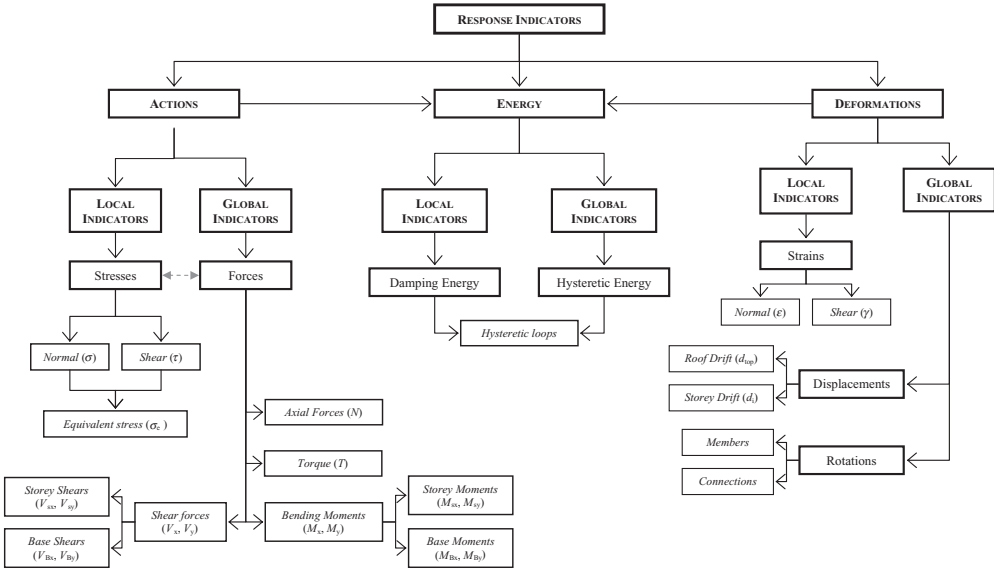 RESPONSE INDICATORS
ACTIONS
ENERGY
DEFORMATIONS
LOCAL
INDICATORS
GLOBAL
INDICATORS
LOCAL
INDICATORS
GLOBAL
INDICATORS
LOCAL
INDICATORS
GLOBAL
INDICATORS
Stresses
Forces
Damping Energy
Hysteretic Energy
Strains
Normal (ε)
Shear (γ)
Hysteretic loops
Normal (σ)
Shear (τ)
Equivalent stress (σe)
Roof Drift (dtop)
Storey Drift (di)
Displacements
Members
Connections
Rotations
Axial Forces (N)
Torque (T)
Storey Shears
(Vsx, Vsy)
Base Shears
(VBx, VBy)
Shear forces
(Vx, Vy)
Bending Moments
(Mx, My)
Storey Moments
(Msx, Msy)
Base Moments
(MBx, MBy)